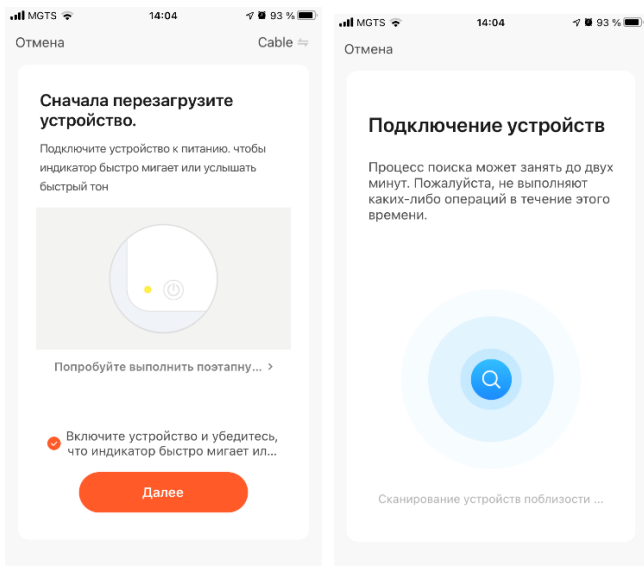 MGTS 14:04 93 %
Отмена Cable
Сначала перезагрузите
устройство.
Подключите устройство к питанию. чтобы
индикатор быстро мигает или услышать
быстрый тон
Попробуйте выполнить поэтапну... >
Включите устройство и убедитесь,
что индикатор быстро мигает ил...
Далее
MGTS 14:04 93 %
Отмена
Подключение устройств
Процесс поиска может занять до двух
минут. Пожалуйста, не выполняют
каких-либо операций в течение этого
времени.
Сканирование устройств поблизости ...